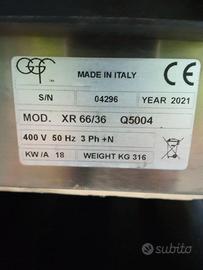 MADE IN ITALY
CE
S/N 04296 YEAR 2021
MOD. XR 66/36 Q5004
400 V 50 Hz 3 Ph +N
KW /A 18 WEIGHT KG 316
subito